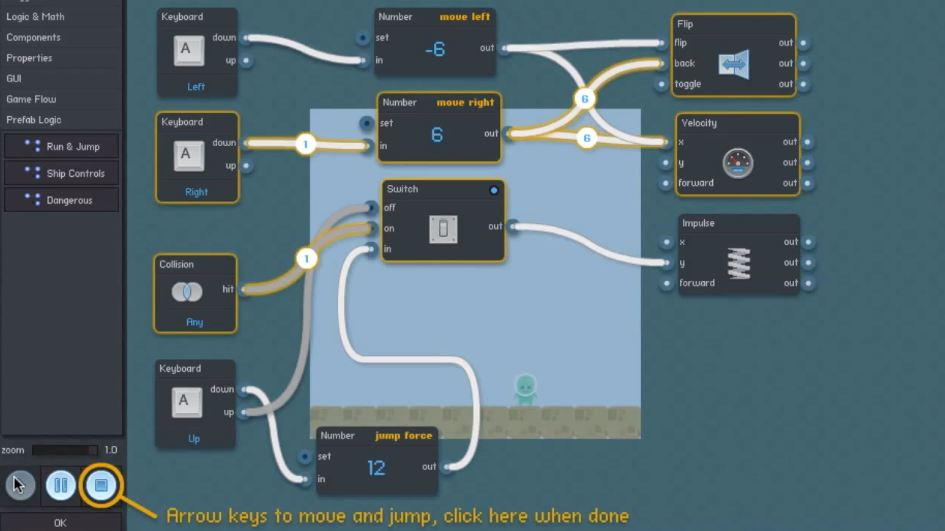 Logic & Math
Components
Properties
GUI
Game Flow
Prefab Logic
Run & Jump
Ship Controls
Dangerous
zoom 1.0
OK
Keyboard
down
A
up
Left
Number move left
set
-6
out
in
Flip
flip out
back out
toggle out
Keyboard
down
A
up
Right
1
Number move right
set
6
out
in
6
6
Velocity
x out
y out
forward out
Switch
off
on
out
in
Impulse
x out
y out
forward out
Collision
hit
Any
1
Keyboard
down
A
up
Up
Number jump force
set
12
out
in
Arrow keys to move and jump, click here when done